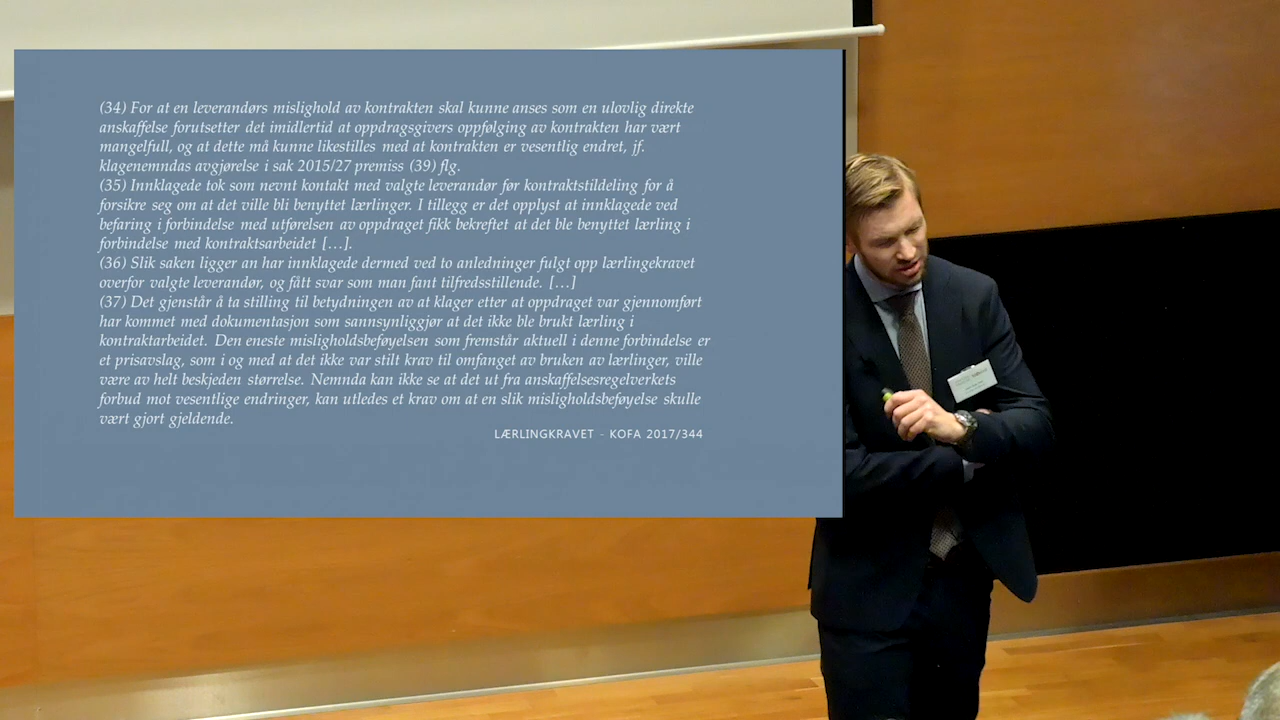 (34) For at en leverandørs mislighold av kontrakten skal kunne anses som en ulovlig direkte
anskaffelse forutsetter det imidlertid at oppdragsgivers oppfølging av kontrakten har vært
mangelfull, og at dette må kunne likestilles med at kontrakten er vesentlig endret, jf.
klagenemndas avgjørelse i sak 2015/27 premiss (39) flg.
(35) Innklagede tok som nevnt kontakt med valgte leverandør før kontraktstildeling for å
forsikre seg om at det ville bli benyttet lærlinger. I tillegg er det opplyst at innklagede ved
befaring i forbindelse med utførelsen av oppdraget fikk bekreftet at det ble benyttet lærling i
forbindelse med kontraktsarbeidet […].
(36) Slik saken ligger an har innklagede dermed ved to anledninger fulgt opp lærlingekravet
overfor valgte leverandør, og fått svar som man fant tilfredsstillende. […]
(37) Det gjenstår å ta stilling til betydningen av at klager etter at oppdraget var gjennomført
har kommet med dokumentasjon som sannsynliggjør at det ikke ble brukt lærling i
kontraktarbeidet. Den eneste misligholdsbeføyelsen som fremstår aktuell i denne forbindelse er
et prisavslag, som i og med at det ikke var stilt krav til omfanget av bruken av lærlinger, ville
være av helt beskjeden størrelse. Nemnda kan ikke se at det ut fra anskaffelsesregelverkets
forbud mot vesentlige endringer, kan utledes et krav om at en slik misligholdsbeføyelse skulle
vært gjort gjeldende.
LÆRLINGKRAVET - KOFA 2017/344